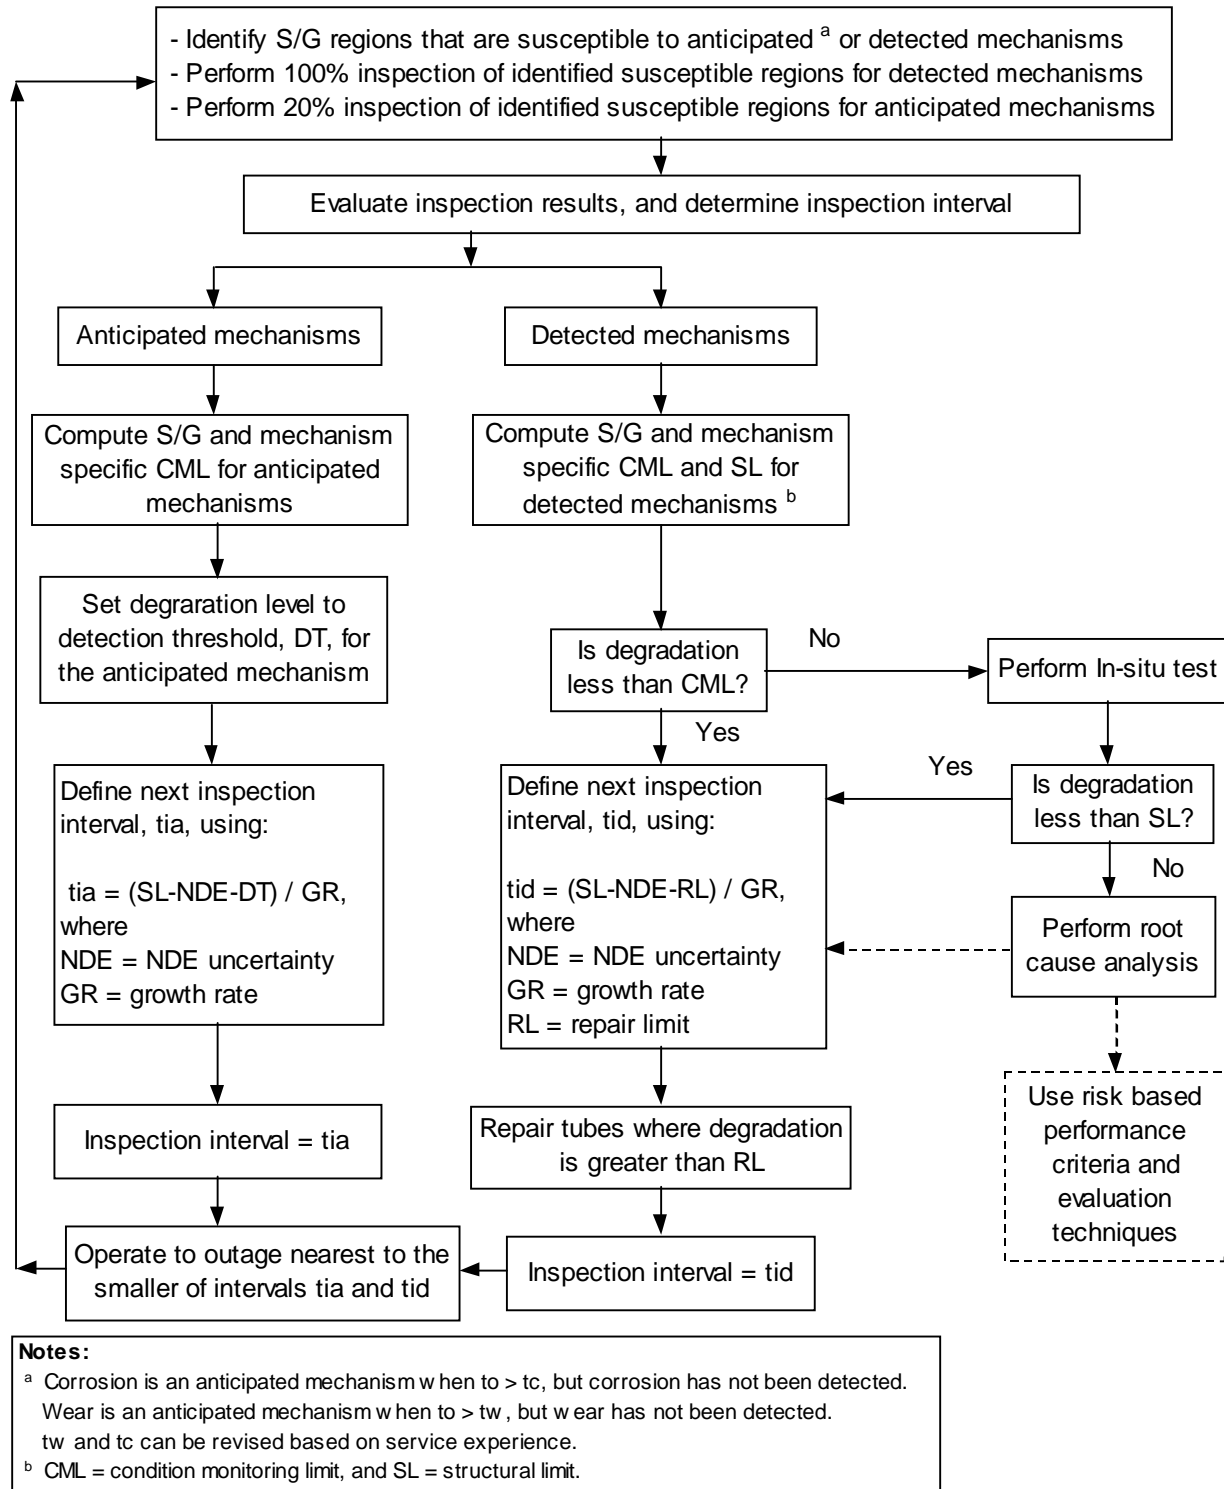 - Identify S/G regions that are susceptible to anticipated a or detected mechanisms
- Perform 100% inspection of identified susceptible regions for detected mechanisms
- Perform 20% inspection of identified susceptible regions for anticipated mechanisms
Evaluate inspection results, and determine inspection interval
Anticipated mechanisms
Detected mechanisms
Compute S/G and mechanism
specific CML for anticipated
mechanisms
Compute S/G and mechanism
specific CML and SL for
detected mechanisms b
Set degraration level to
detection threshold, DT, for
the anticipated mechanism
Is degradation
less than CML?
No
Perform In-situ test
Yes
Yes
Is degradation
less than SL?
No
Define next inspection
interval, tia, using:
tia = (SL-NDE-DT) / GR,
where
NDE = NDE uncertainty
GR = growth rate
Define next inspection
interval, tid, using:
tid = (SL-NDE-RL) / GR,
where
NDE = NDE uncertainty
GR = growth rate
RL = repair limit
Perform root
cause analysis
Use risk based
performance
criteria and
evaluation
techniques
Inspection interval = tia
Repair tubes where degradation
is greater than RL
Operate to outage nearest to the
smaller of intervals tia and tid
Inspection interval = tid
Notes:
a Corrosion is an anticipated mechanism when to > tc, but corrosion has not been detected.
Wear is an anticipated mechanism when to > tw, but wear has not been detected.
tw and tc can be revised based on service experience.
b CML = condition monitoring limit, and SL = structural limit.